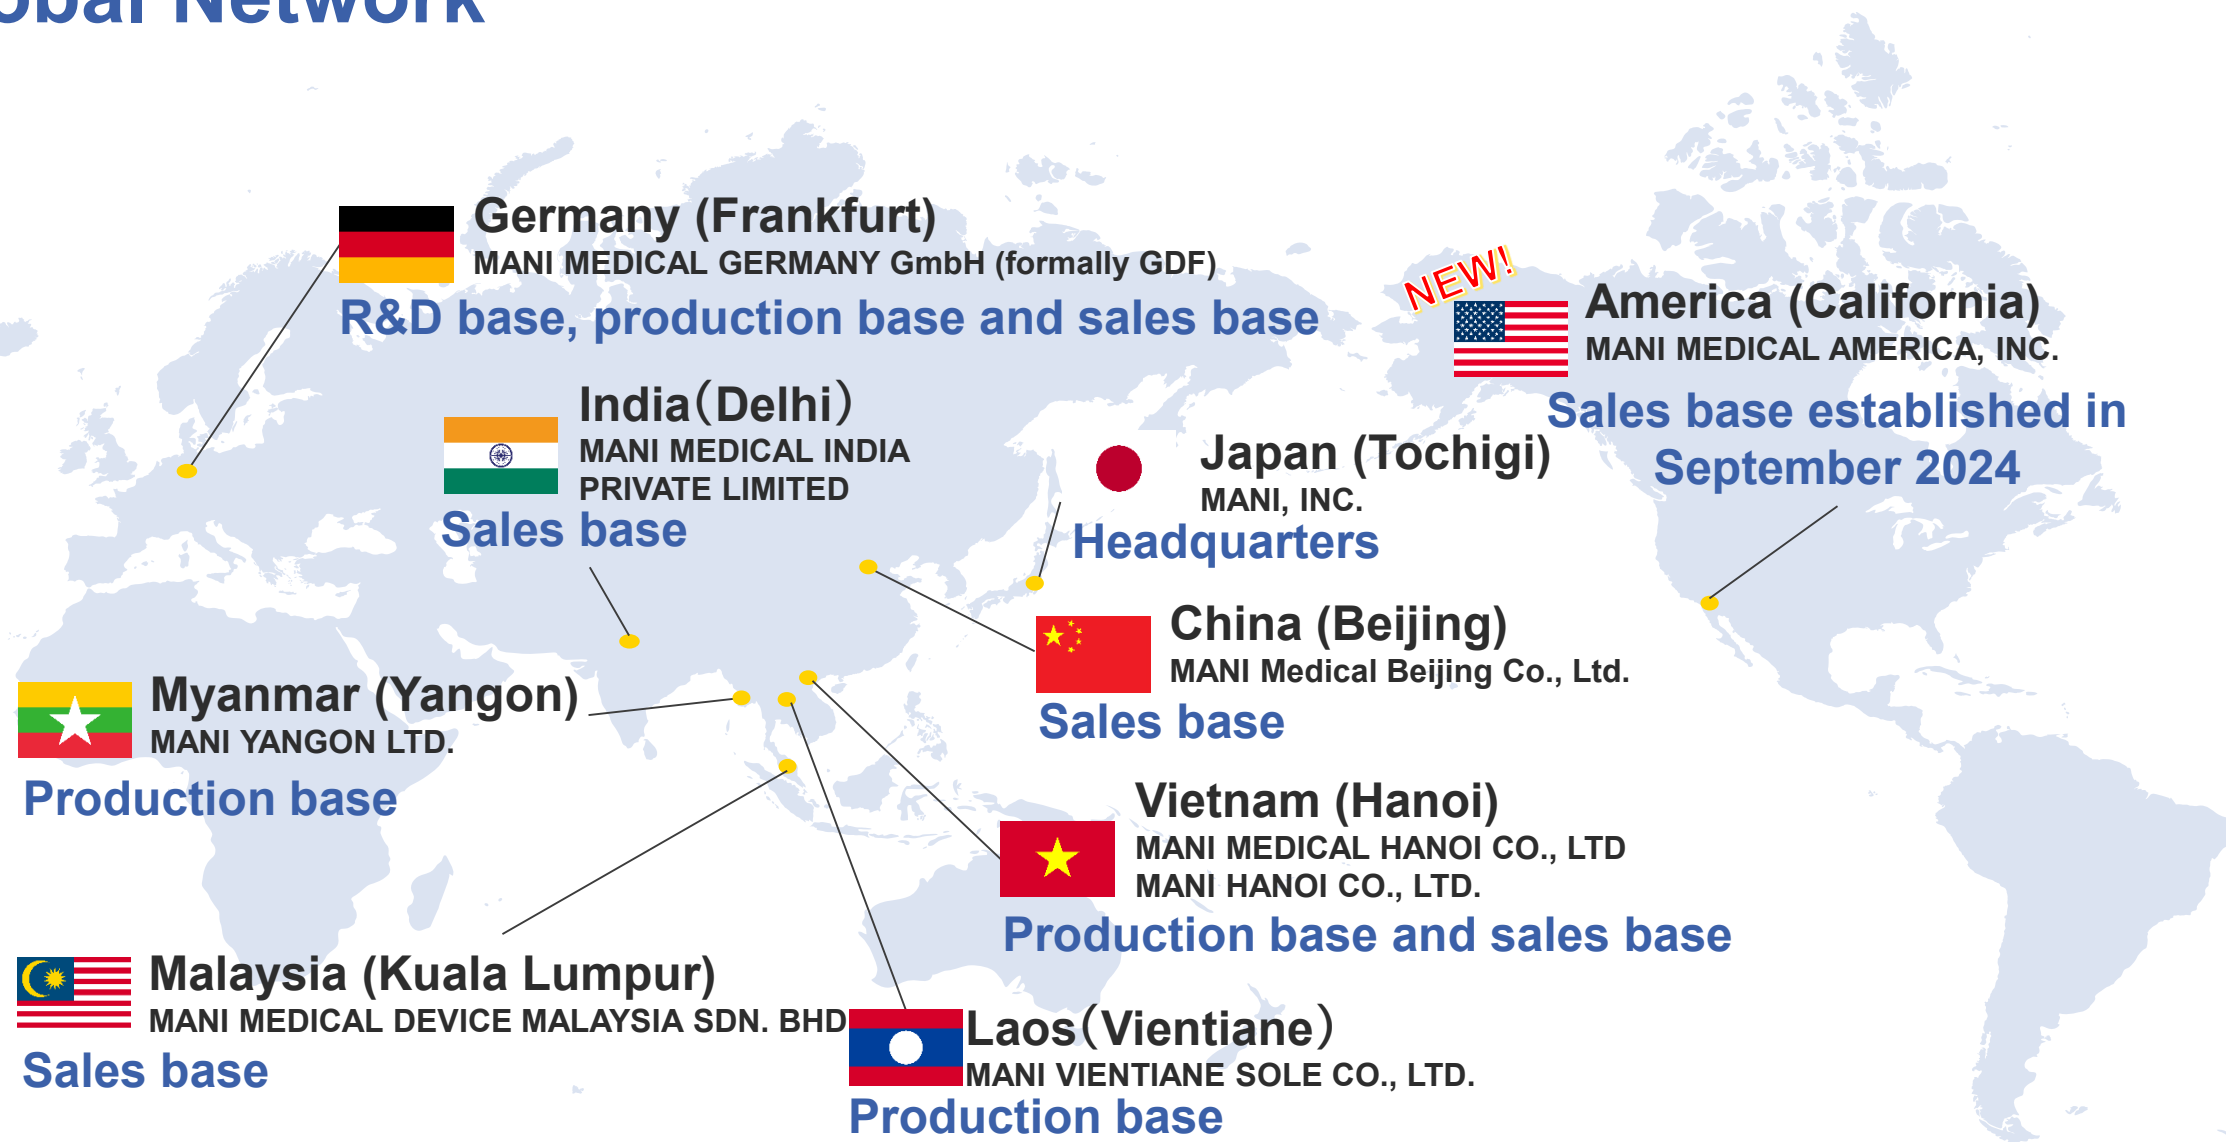 Global Network
Germany (Frankfurt)
MANI MEDICAL GERMANY GmbH (formally GDF)
R&D base, production base and sales base
NEW!
America (California)
MANI MEDICAL AMERICA, INC.
Sales base established in
September 2024
India（Delhi）
MANI MEDICAL INDIA
PRIVATE LIMITED
Sales base
Japan (Tochigi)
MANI, INC.
Headquarters
China (Beijing)
MANI Medical Beijing Co., Ltd.
Sales base
Myanmar (Yangon)
MANI YANGON LTD.
Production base
Vietnam (Hanoi)
MANI MEDICAL HANOI CO., LTD
MANI HANOI CO., LTD.
Production base and sales base
Malaysia (Kuala Lumpur)
MANI MEDICAL DEVICE MALAYSIA SDN. BHD
Sales base
Laos（Vientiane）
MANI VIENTIANE SOLE CO., LTD.
Production base